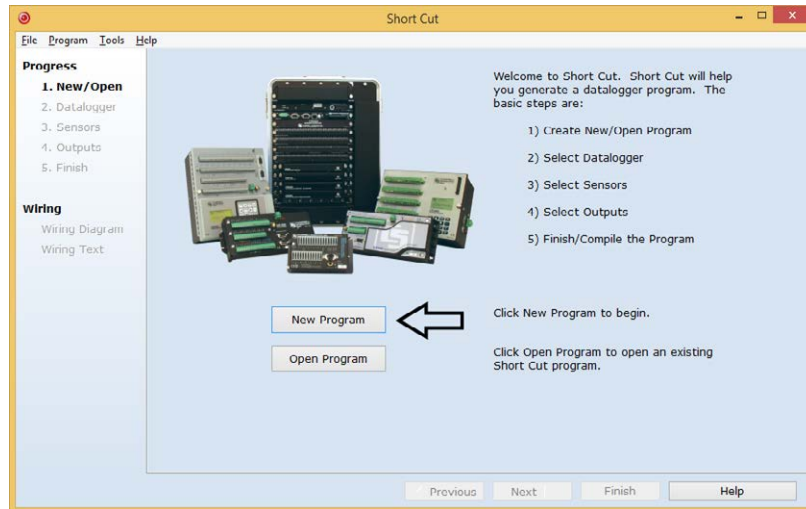 Short Cut
File Program Tools Help
Progress
1. New/Open
2. Datalogger
3. Sensors
4. Outputs
5. Finish
Wiring
Wiring Diagram
Wiring Text
Welcome to Short Cut. Short Cut will help
you generate a datalogger program. The
basic steps are:
1) Create New/Open Program
2) Select Datalogger
3) Select Sensors
4) Select Outputs
5) Finish/Compile the Program
New Program
Click New Program to begin.
Open Program
Click Open Program to open an existing
Short Cut program.
Previous Next Finish Help